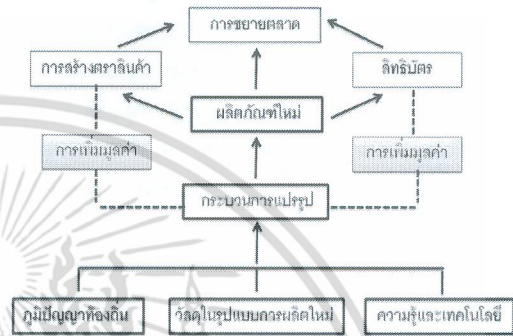 การขยายตลาด
การสร้างตราสินค้า
สิทธิบัตร
ผลิตภัณฑ์ใหม่
การเพิ่มมูลค่า
การเพิ่มมูลค่า
กระบวนการแปรรูป
ภูมิปัญญาท้องถิ่น
วัสดุในรูปแบบการผลิตใหม่
ความรู้และเทคโนโลยี